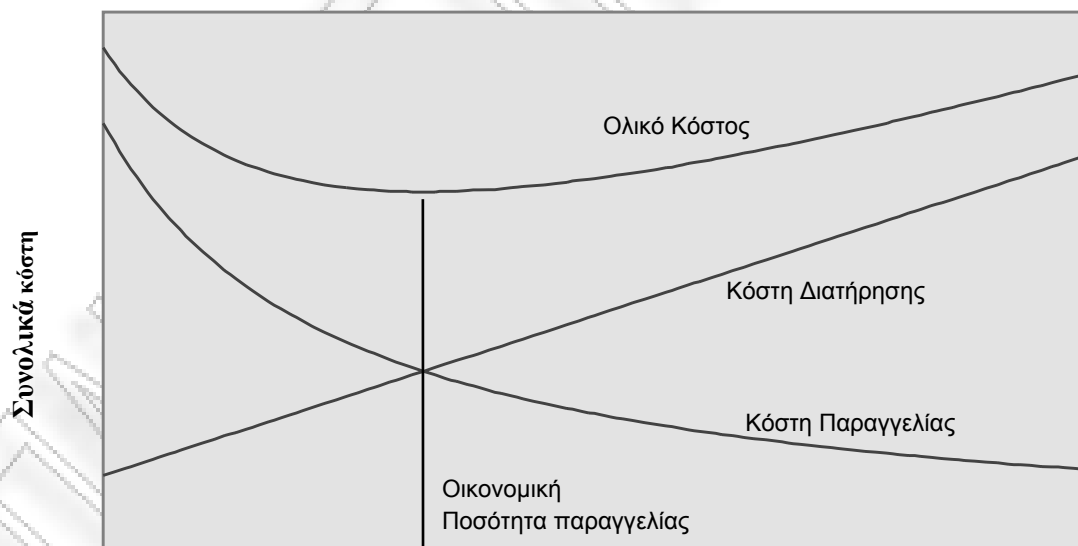 Ολικό Κόστος
Συνολικά κόστη
Κόστη Διατήρησης
Κόστη Παραγγελίας
Οικονομική
Ποσότητα παραγγελίας